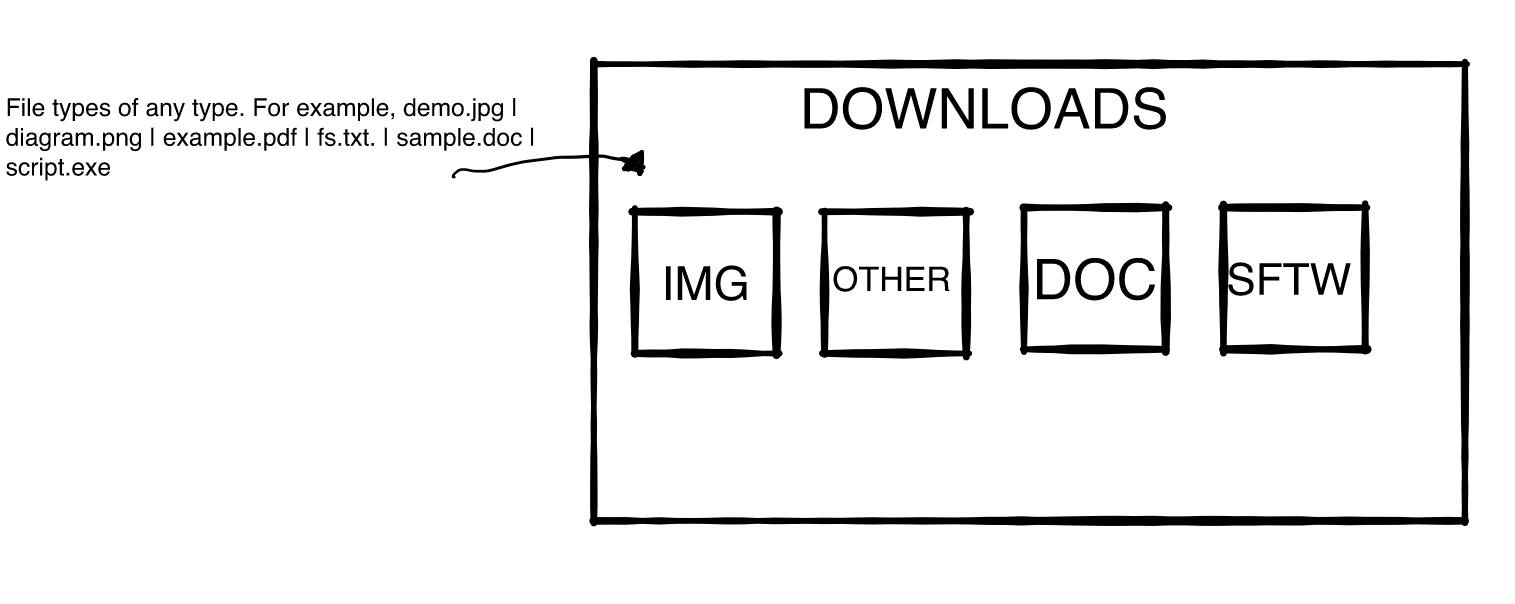 File types of any type. For example, demo.jpg |
diagram.png | example.pdf | fs.txt. | sample.doc |
script.exe
DOWNLOADS
IMG
OTHER
DOC
SFTW